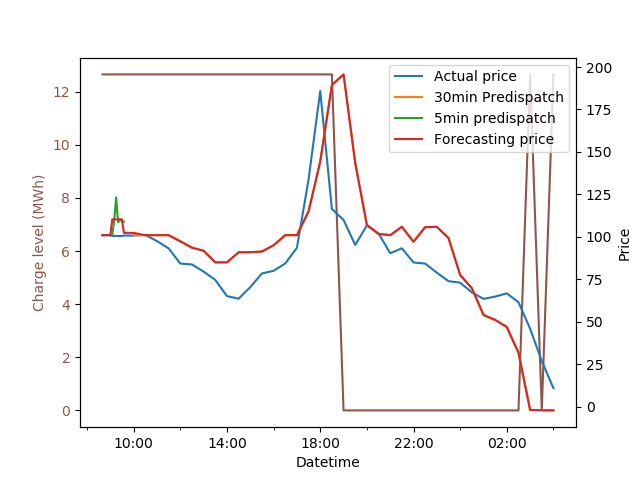 Actual price
30min Predispatch
5min predispatch
Forecasting price
Charge level (MWh)
12
10
8
6
4
2
0
200
175
150
125
100
75
50
25
0
Price
10:00 14:00 18:00 22:00 02:00
Datetime